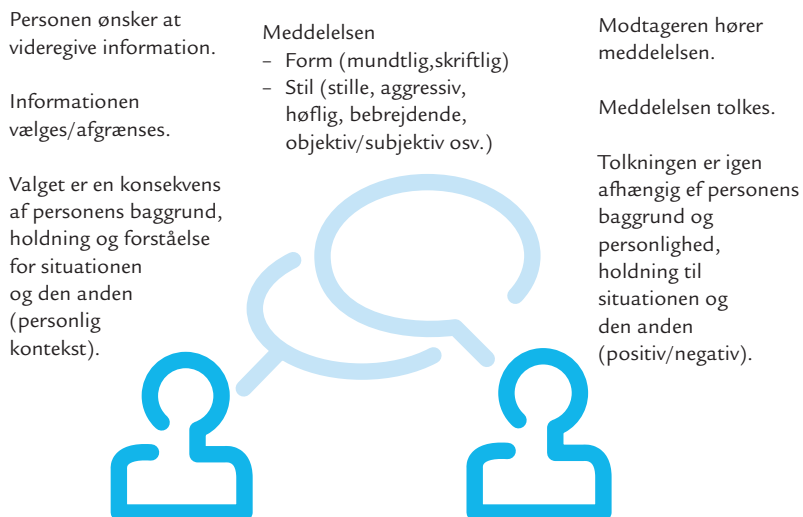 Personen ønsker at
videregive information.
Informationen
vælges/afgrænses.
Valget er en konsekvens
af personens baggrund,
holdning og forståelse
for situationen
og den anden
(personlig
kontekst).
Meddelelsen
– Form (mundtlig,skriftlig)
– Stil (stille, aggressiv,
høflig, bebrejdende,
objektiv/subjektiv osv.)
Modtageren hører
meddelelsen.
Meddelelsen tolkes.
Tolkningen er igen
afhængig ef personens
baggrund og
personlighed,
holdning til
situationen og
den anden
(positiv/negativ).